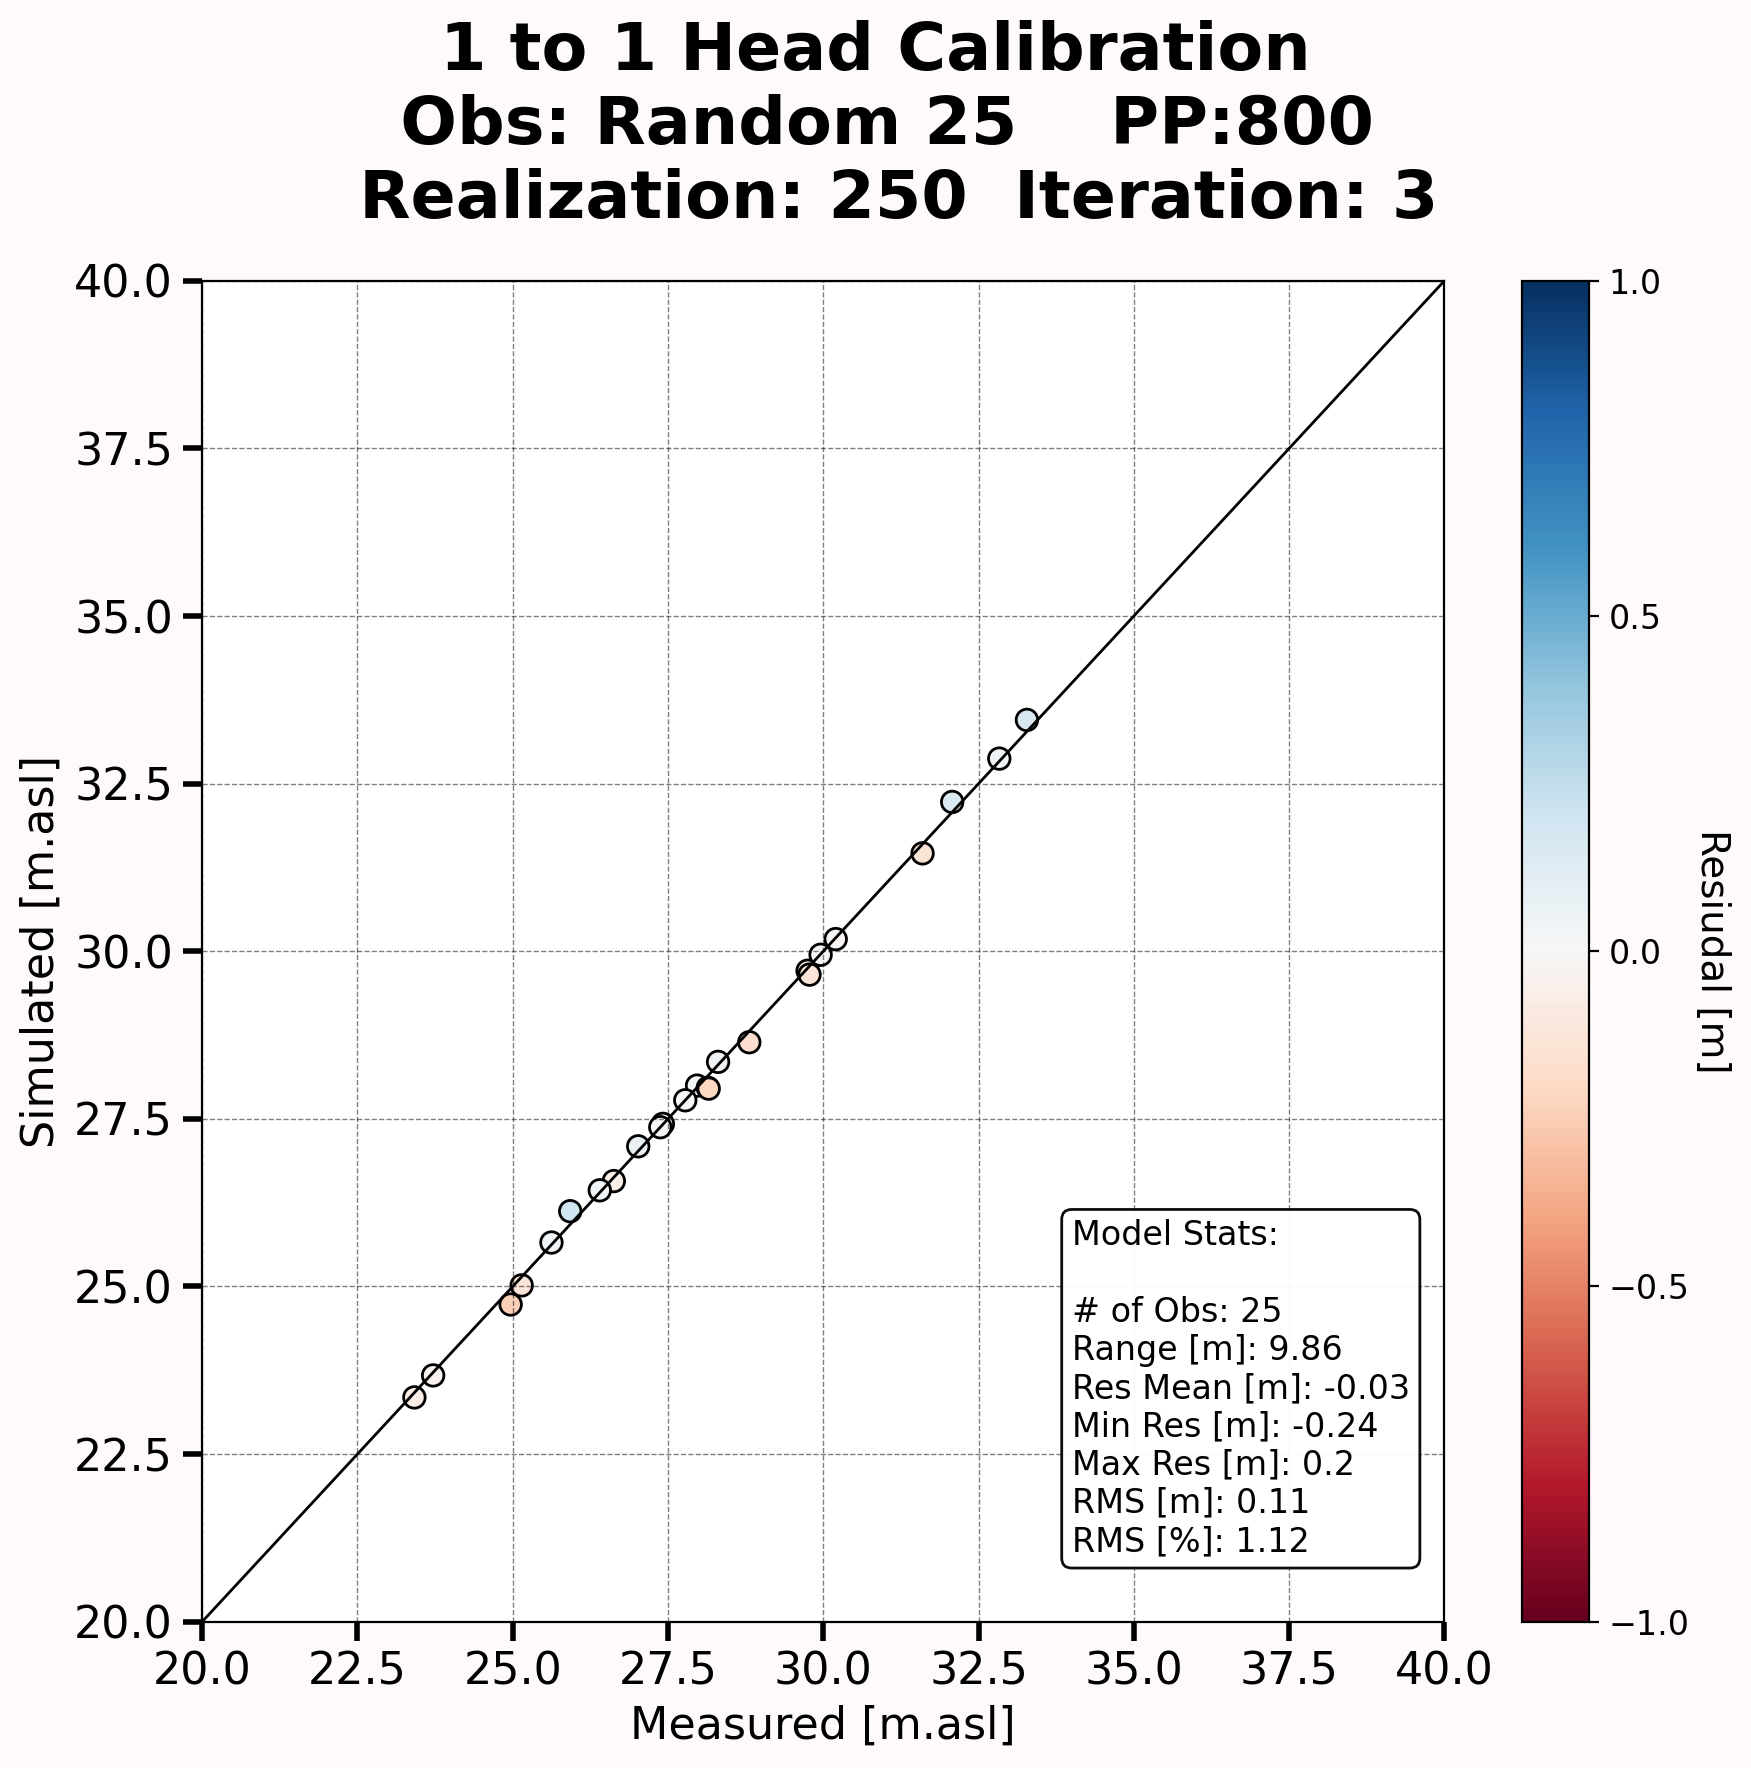 1 to 1 Head Calibration
Obs: Random 25    PP:800
Realization: 250  Iteration: 3
40.0
37.5
35.0
32.5
30.0
27.5
25.0
22.5
20.0
Simulated [m.asl]
20.0 22.5 25.0 27.5 30.0 32.5 35.0 37.5 40.0
Measured [m.asl]
Model Stats:
# of Obs: 25
Range [m]: 9.86
Res Mean [m]: -0.03
Min Res [m]: -0.24
Max Res [m]: 0.2
RMS [m]: 0.11
RMS [%]: 1.12
1.0
0.5
0.0
−0.5
−1.0
Resiudal [m]